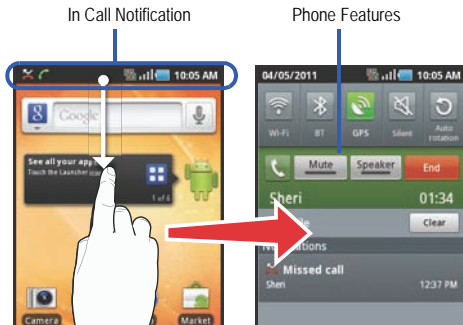 In Call Notification
Phone Features
10:05 AM
Google
See all your app
Touch the Launcher icon
1 of 6
Camera
Market
04/05/2011
10:05 AM
Wi-Fi
BT
GPS
Silent
Auto
rotation
Mute
Speaker
End
Sheri
01:34
Clear
Missed call
Sheri
12:37 PM